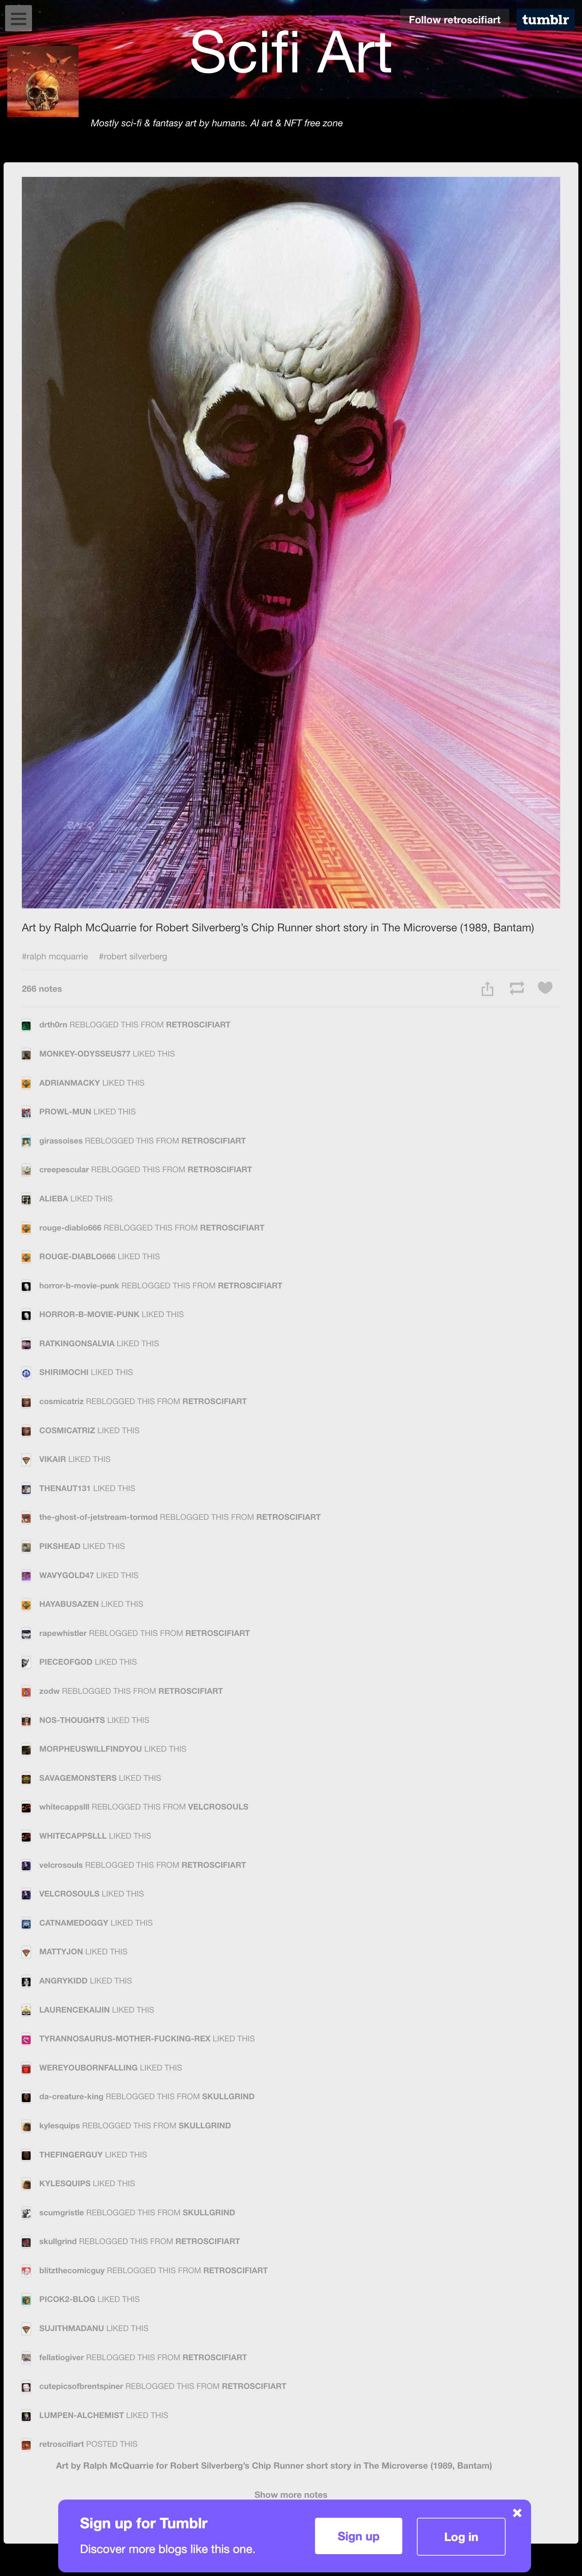 Follow retroscifiart
tumblr
Scifi Art
Mostly sci-fi & fantasy art by humans. AI art & NFT free zone
RMcQ
Art by Ralph McQuarrie for Robert Silverberg’s Chip Runner short story in The Microverse (1989, Bantam)
#ralph mcquarrie #robert silverberg
266 notes
drth0rn REBLOGGED THIS FROM RETROSCIFIART
MONKEY-ODYSSEUS77 LIKED THIS
ADRIANMACKY LIKED THIS
PROWL-MUN LIKED THIS
girassoises REBLOGGED THIS FROM RETROSCIFIART
creepescular REBLOGGED THIS FROM RETROSCIFIART
ALIEBA LIKED THIS
rouge-diablo666 REBLOGGED THIS FROM RETROSCIFIART
ROUGE-DIABLO666 LIKED THIS
horror-b-movie-punk REBLOGGED THIS FROM RETROSCIFIART
HORROR-B-MOVIE-PUNK LIKED THIS
RATKINGONSALVIA LIKED THIS
SHIRIMOCHI LIKED THIS
cosmicatriz REBLOGGED THIS FROM RETROSCIFIART
COSMICATRIZ LIKED THIS
VIKAIR LIKED THIS
THENAUT131 LIKED THIS
the-ghost-of-jetstream-tormod REBLOGGED THIS FROM RETROSCIFIART
PIKSHEAD LIKED THIS
WAVYGOLD47 LIKED THIS
HAYABUSAZEN LIKED THIS
rapewhistler REBLOGGED THIS FROM RETROSCIFIART
PIECEOFGOD LIKED THIS
zodw REBLOGGED THIS FROM RETROSCIFIART
NOS-THOUGHTS LIKED THIS
MORPHEUSWILLFINDYOU LIKED THIS
SAVAGEMONSTERS LIKED THIS
whitecappslll REBLOGGED THIS FROM VELCROSOULS
WHITECAPPSLLL LIKED THIS
velcrosouls REBLOGGED THIS FROM RETROSCIFIART
VELCROSOULS LIKED THIS
CATNAMEDOGGY LIKED THIS
MATTYJON LIKED THIS
ANGRYKIDD LIKED THIS
LAURENCEKAIJIN LIKED THIS
TYRANNOSAURUS-MOTHER-FUCKING-REX LIKED THIS
WEREYOUBORNFALLING LIKED THIS
da-creature-king REBLOGGED THIS FROM SKULLGRIND
kylesquips REBLOGGED THIS FROM SKULLGRIND
THEFINGERGUY LIKED THIS
KYLESQUIPS LIKED THIS
scumgristle REBLOGGED THIS FROM SKULLGRIND
skullgrind REBLOGGED THIS FROM RETROSCIFIART
blitzthecomicguy REBLOGGED THIS FROM RETROSCIFIART
PICOK2-BLOG LIKED THIS
SUJITHMADANU LIKED THIS
fellatiogiver REBLOGGED THIS FROM RETROSCIFIART
cutepicsofbrentspiner REBLOGGED THIS FROM RETROSCIFIART
LUMPEN-ALCHEMIST LIKED THIS
retroscifiart POSTED THIS
Art by Ralph McQuarrie for Robert Silverberg’s Chip Runner short story in The Microverse (1989, Bantam)
Show more notes
Sign up for Tumblr
Discover more blogs like this one.
Sign up
Log in